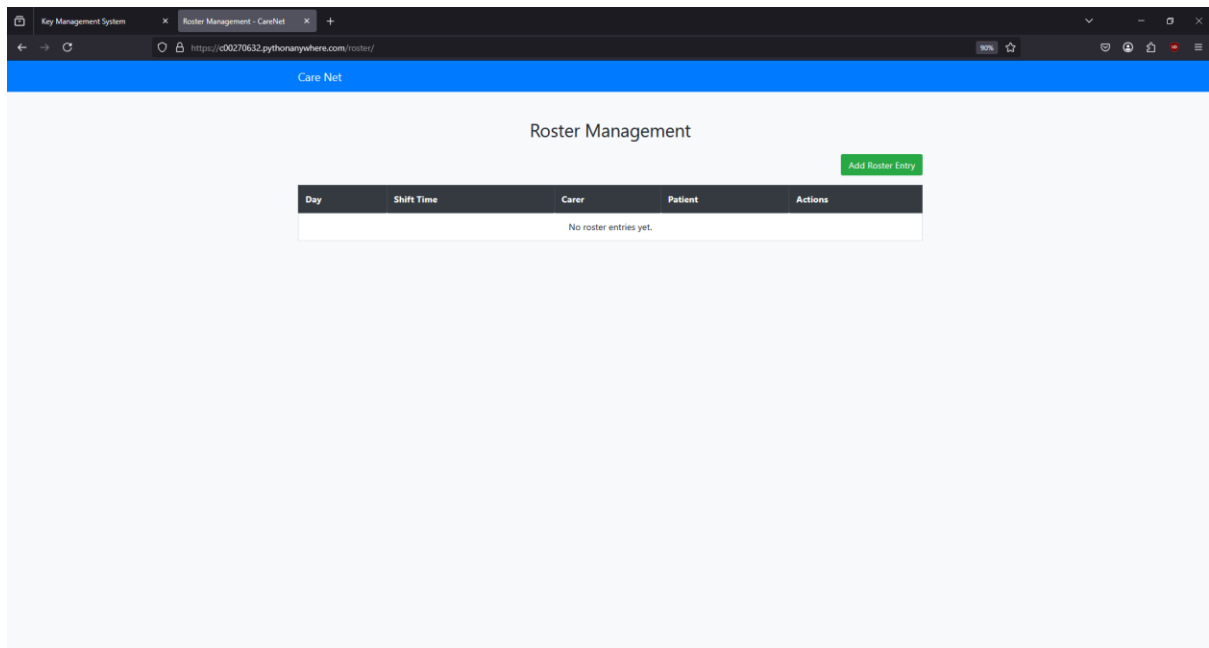 Key Management System
Roster Management - CareNet
https://c00270632.pythonanywhere.com/roster/
90%
Care Net
Roster Management
Add Roster Entry
Day Shift Time Carer Patient Actions
No roster entries yet.